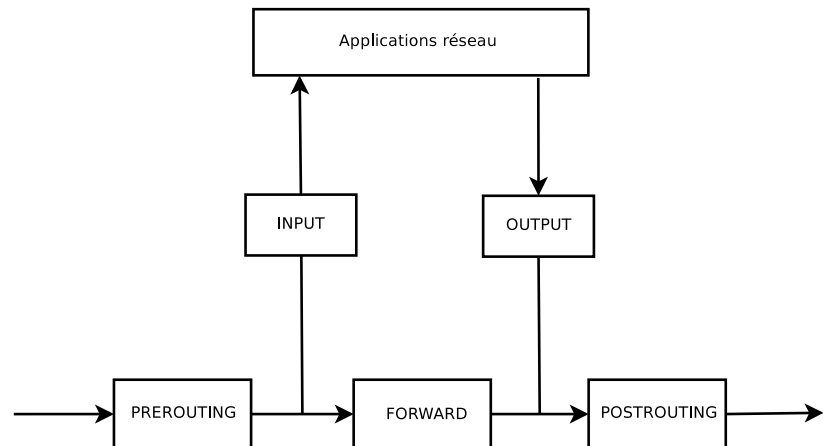 Applications réseau
INPUT
OUTPUT
PREROUTING
FORWARD
POSTROUTING